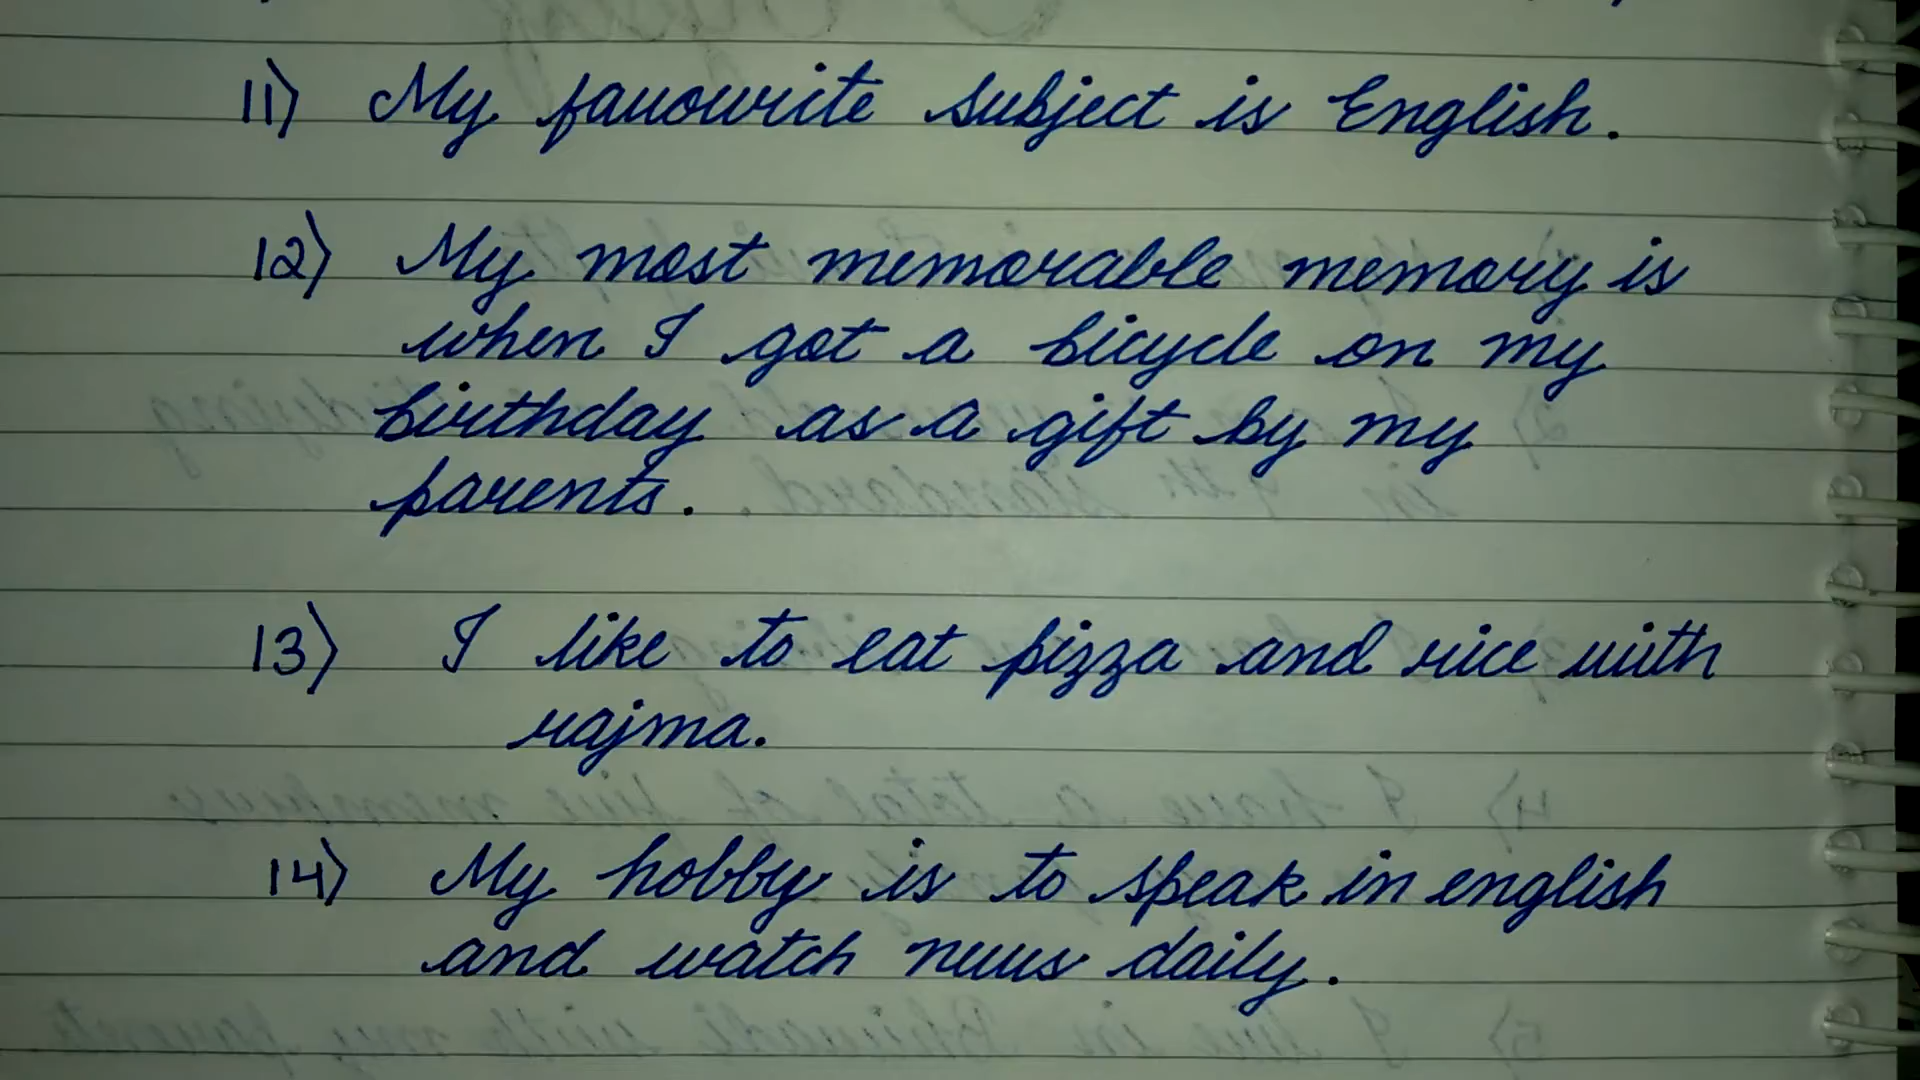 11) My favourite subject is English.
12) My most memorable memory is
when I got a bicycle on my
birthday as a gift by my
parents.
13) I like to eat pizza and rice with
rajma.
14) My hobby is to speak in english
and watch news daily.